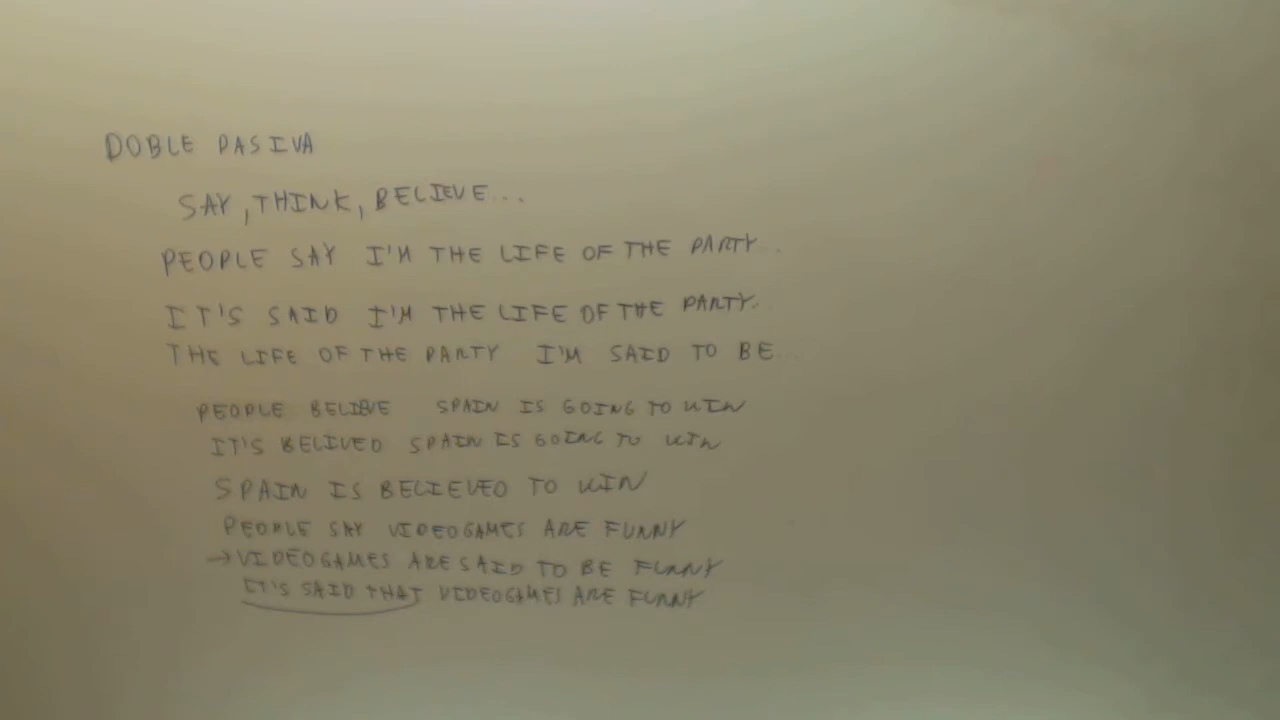 DOBLE PASIVA
SAY, THINK, BELIEVE...
PEOPLE SAY I'M THE LIFE OF THE PARTY...
IT'S SAID I'M THE LIFE OF THE PARTY...
THE LIFE OF THE PARTY I'M SAID TO BE...
PEOPLE BELIEVE SPAIN IS GOING TO WIN
IT'S BELIVED SPAIN IS GOING TO WIN
SPAIN IS BELIEVED TO WIN
PEOPLE SAY VIDEOGAMES ARE FUNNY
→ VIDEOGAMES ARE SAID TO BE FUNNY
IT'S SAID THAT VIDEOGAMES ARE FUNNY